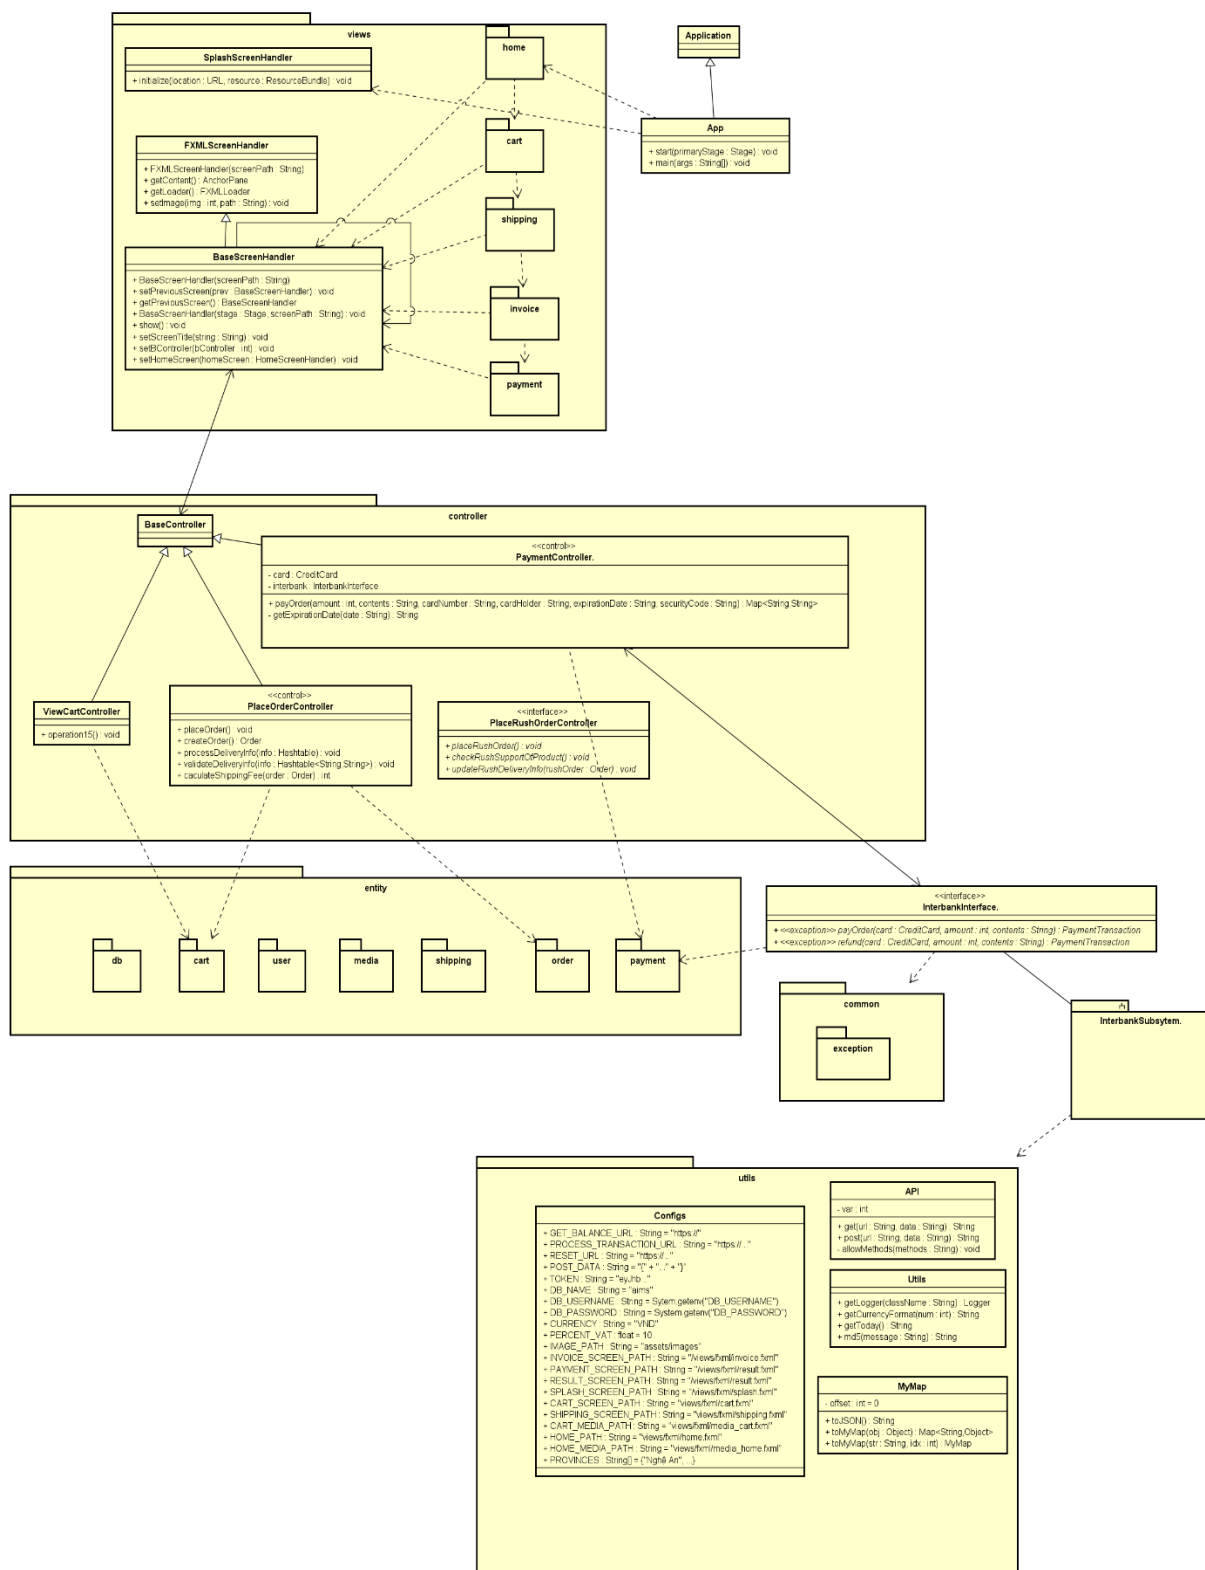 views
SplashScreenHandler
+ initialize(location : URL, resource : ResourceBundle) : void
home
Application
App
+ start(primaryStage : Stage) : void
+ main(args : String[]) : void
FXMLScreenHandler
+ FXMLScreenHandler(screenPath : String)
+ getContent() : AnchorPane
+ getLoader() : FXMLLoader
+ setImage(img : int, path : String) : void
cart
shipping
BaseScreenHandler
+ BaseScreenHandler(screenPath : String)
+ setPreviousScreen(prev : BaseScreenHandler) : void
+ getPreviousScreen() : BaseScreenHandler
+ BaseScreenHandler(stage : Stage, screenPath : String) : void
+ show() : void
+ setScreenTitle(string : String) : void
+ setBController(bController : int) : void
+ setHomeScreen(homeScreen : HomeScreenHandler) : void
invoice
payment
controller
BaseController
<<control>>
PaymentController.
- card : CreditCard
- interbank : InterbankInterface
+ payOrder(amount : int, contents : String, cardNumber : String, cardHolder : String, expirationDate : String, securityCode : String) : Map<String,String>
- getExpirationDate(date : String) : String
ViewCartController
+ operation15() : void
<<control>>
PlaceOrderController
+ placeOrder() : void
+ createOrder() : Order
+ processDeliveryInfo(info : Hashtable) : void
+ validateDeliveryInfo(info : Hashtable<String,String>) : void
+ caculateShippingFee(order : Order) : int
<<interface>>
PlaceRushOrderController
+ placeRushOrder() : void
+ checkRushSupportOfProduct() : void
+ updateRushDeliveryInfo(rushOrder : Order) : void
entity
db
cart
user
media
shipping
order
payment
<<interface>>
InterbankInterface.
+ <<exception>> payOrder(card : CreditCard, amount : int, contents : String) : PaymentTransaction
+ <<exception>> refund(card : CreditCard, amount : int, contents : String) : PaymentTransaction
common
exception
InterbankSubsytem.
utils
Configs
+ GET_BALANCE_URL : String = "https://"
+ PROCESS_TRANSACTION_URL : String = "https://..."
+ RESET_URL : String = "https://..."
+ POST_DATA : String = "{" + "..." + "}"
+ TOKEN : String = "eyJhb..."
+ DB_NAME : String = "aims"
+ DB_USERNAME : String = Sytem.getenv("DB_USERNAME")
+ DB_PASSWORD : String = System.getenv("DB_PASSWORD")
+ CURRENCY : String = "VND"
+ PERCENT_VAT : float = 10
+ IMAGE_PATH : String = "assets/images"
+ INVOICE_SCREEN_PATH : String = "/views/fxml/invoice.fxml"
+ PAYMENT_SCREEN_PATH : String = "/views/fxml/result.fxml"
+ RESULT_SCREEN_PATH : String = "/views/fxml/result.fxml"
+ SPLASH_SCREEN_PATH : String = "/views/fxml/splash.fxml"
+ CART_SCREEN_PATH : String = "views/fxml/cart.fxml"
+ SHIPPING_SCREEN_PATH : String = "views/fxml/shipping.fxml"
+ CART_MEDIA_PATH : String = "views/fxml/media_cart.fxml"
+ HOME_PATH : String = "views/fxml/home.fxml"
+ HOME_MEDIA_PATH : String = "views/fxml/media_home.fxml"
+ PROVINCES : String[] = {"Nghệ An", ...}
API
- var : int
+ get(url : String, data : String) : String
+ post(url : String, data : String) : String
- allowMethods(methods : String) : void
Utils
+ getLogger(className : String) : Logger
+ getCurrencyFormat(num : int) : String
+ getToday() : String
+ md5(message : String) : String
MyMap
- offset : int = 0
+ toJSON() : String
+ toMyMap(obj : Object) : Map<String,Object>
+ toMyMap(str : String, idx : int) : MyMap